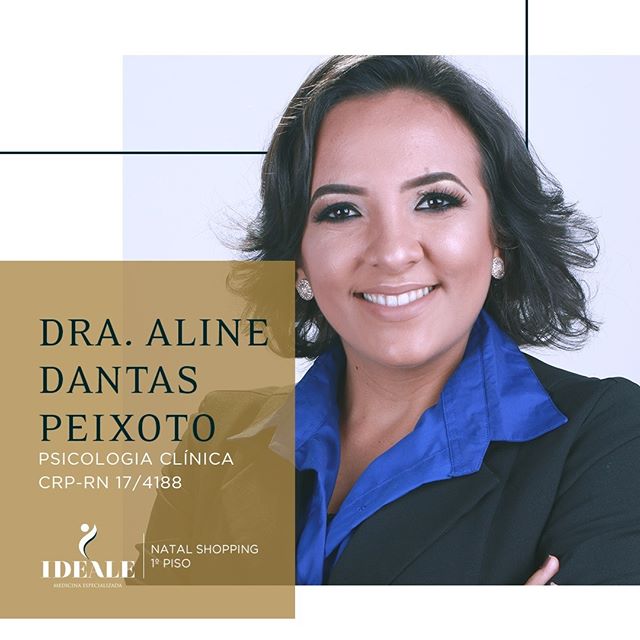 DRA. ALINE
DANTAS
PEIXOTO
PSICOLOGIA CLÍNICA
CRP-RN 17/4188
IDEALE
MEDICINA ESPECIALIZADA
NATAL SHOPPING
1º PISO